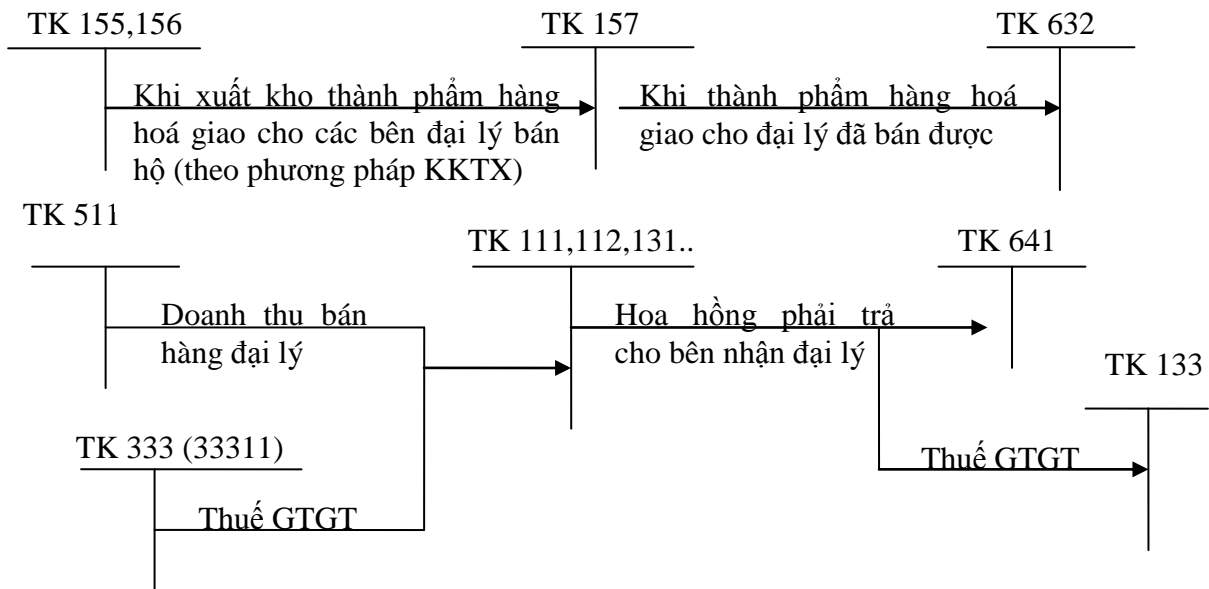 TK 155,156
TK 157
TK 632
Khi xuất kho thành phẩm hàng
hoá giao cho các bên đại lý bán
hộ (theo phương pháp KKTX)
Khi thành phẩm hàng hoá
giao cho đại lý đã bán được
TK 511
TK 111,112,131..
TK 641
Doanh thu bán
hàng đại lý
Hoa hồng phải trả
cho bên nhận đại lý
TK 133
TK 333 (33311)
Thuế GTGT
Thuế GTGT